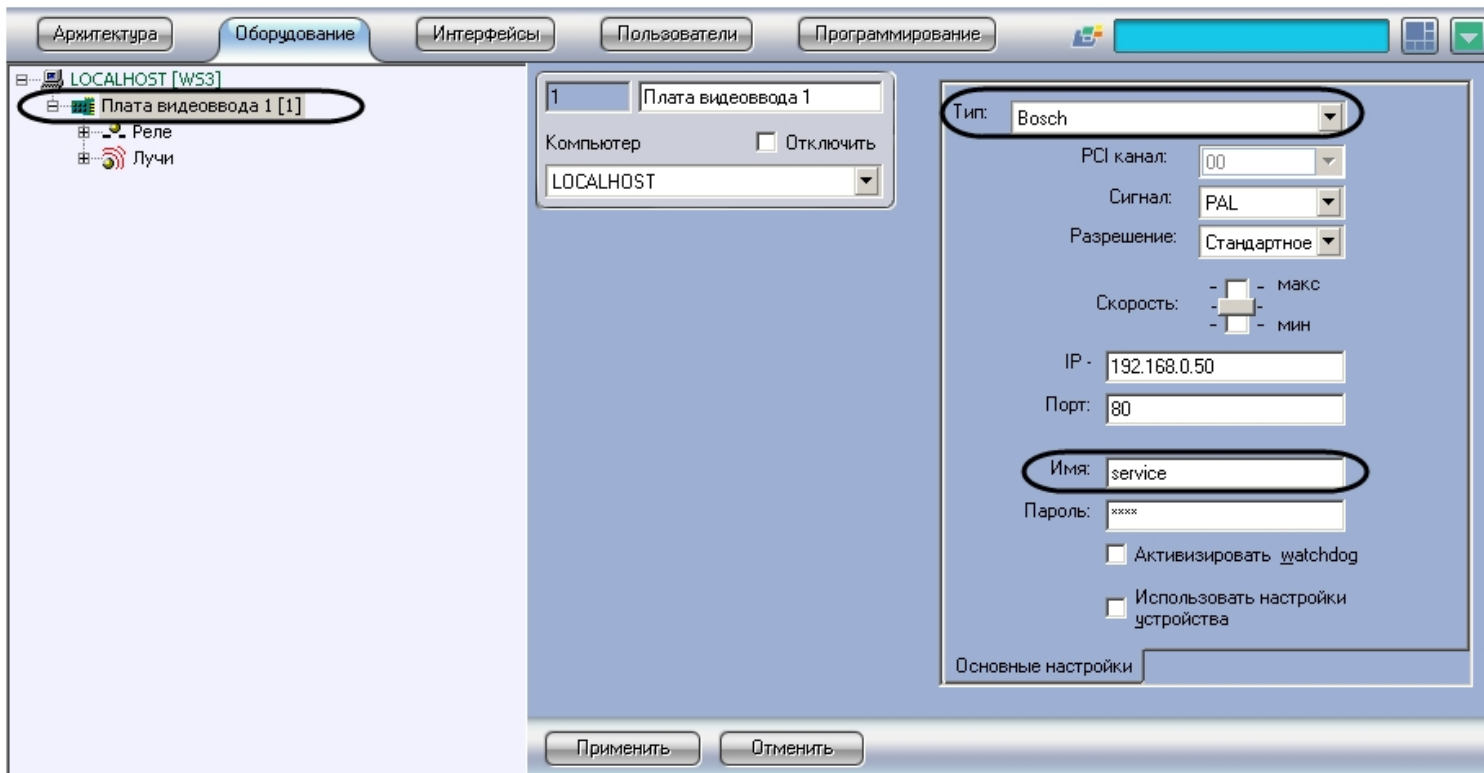 Архитектура Оборудование Интерфейсы Пользователи Программирование
LOCALHOST [WS3]
Плата видеоввода 1 [1]
Реле
Лучи
1 Плата видеоввода 1
Компьютер Отключить
LOCALHOST
Тип: Bosch
PCI канал: 00
Сигнал: PAL
Разрешение: Стандартное
макс
Скорость:
мин
IP - 192.168.0.50
Порт: 80
Имя: service
Пароль: ××××
Активизировать watchdog
Использовать настройки
устройства
Основные настройки
Применить Отменить